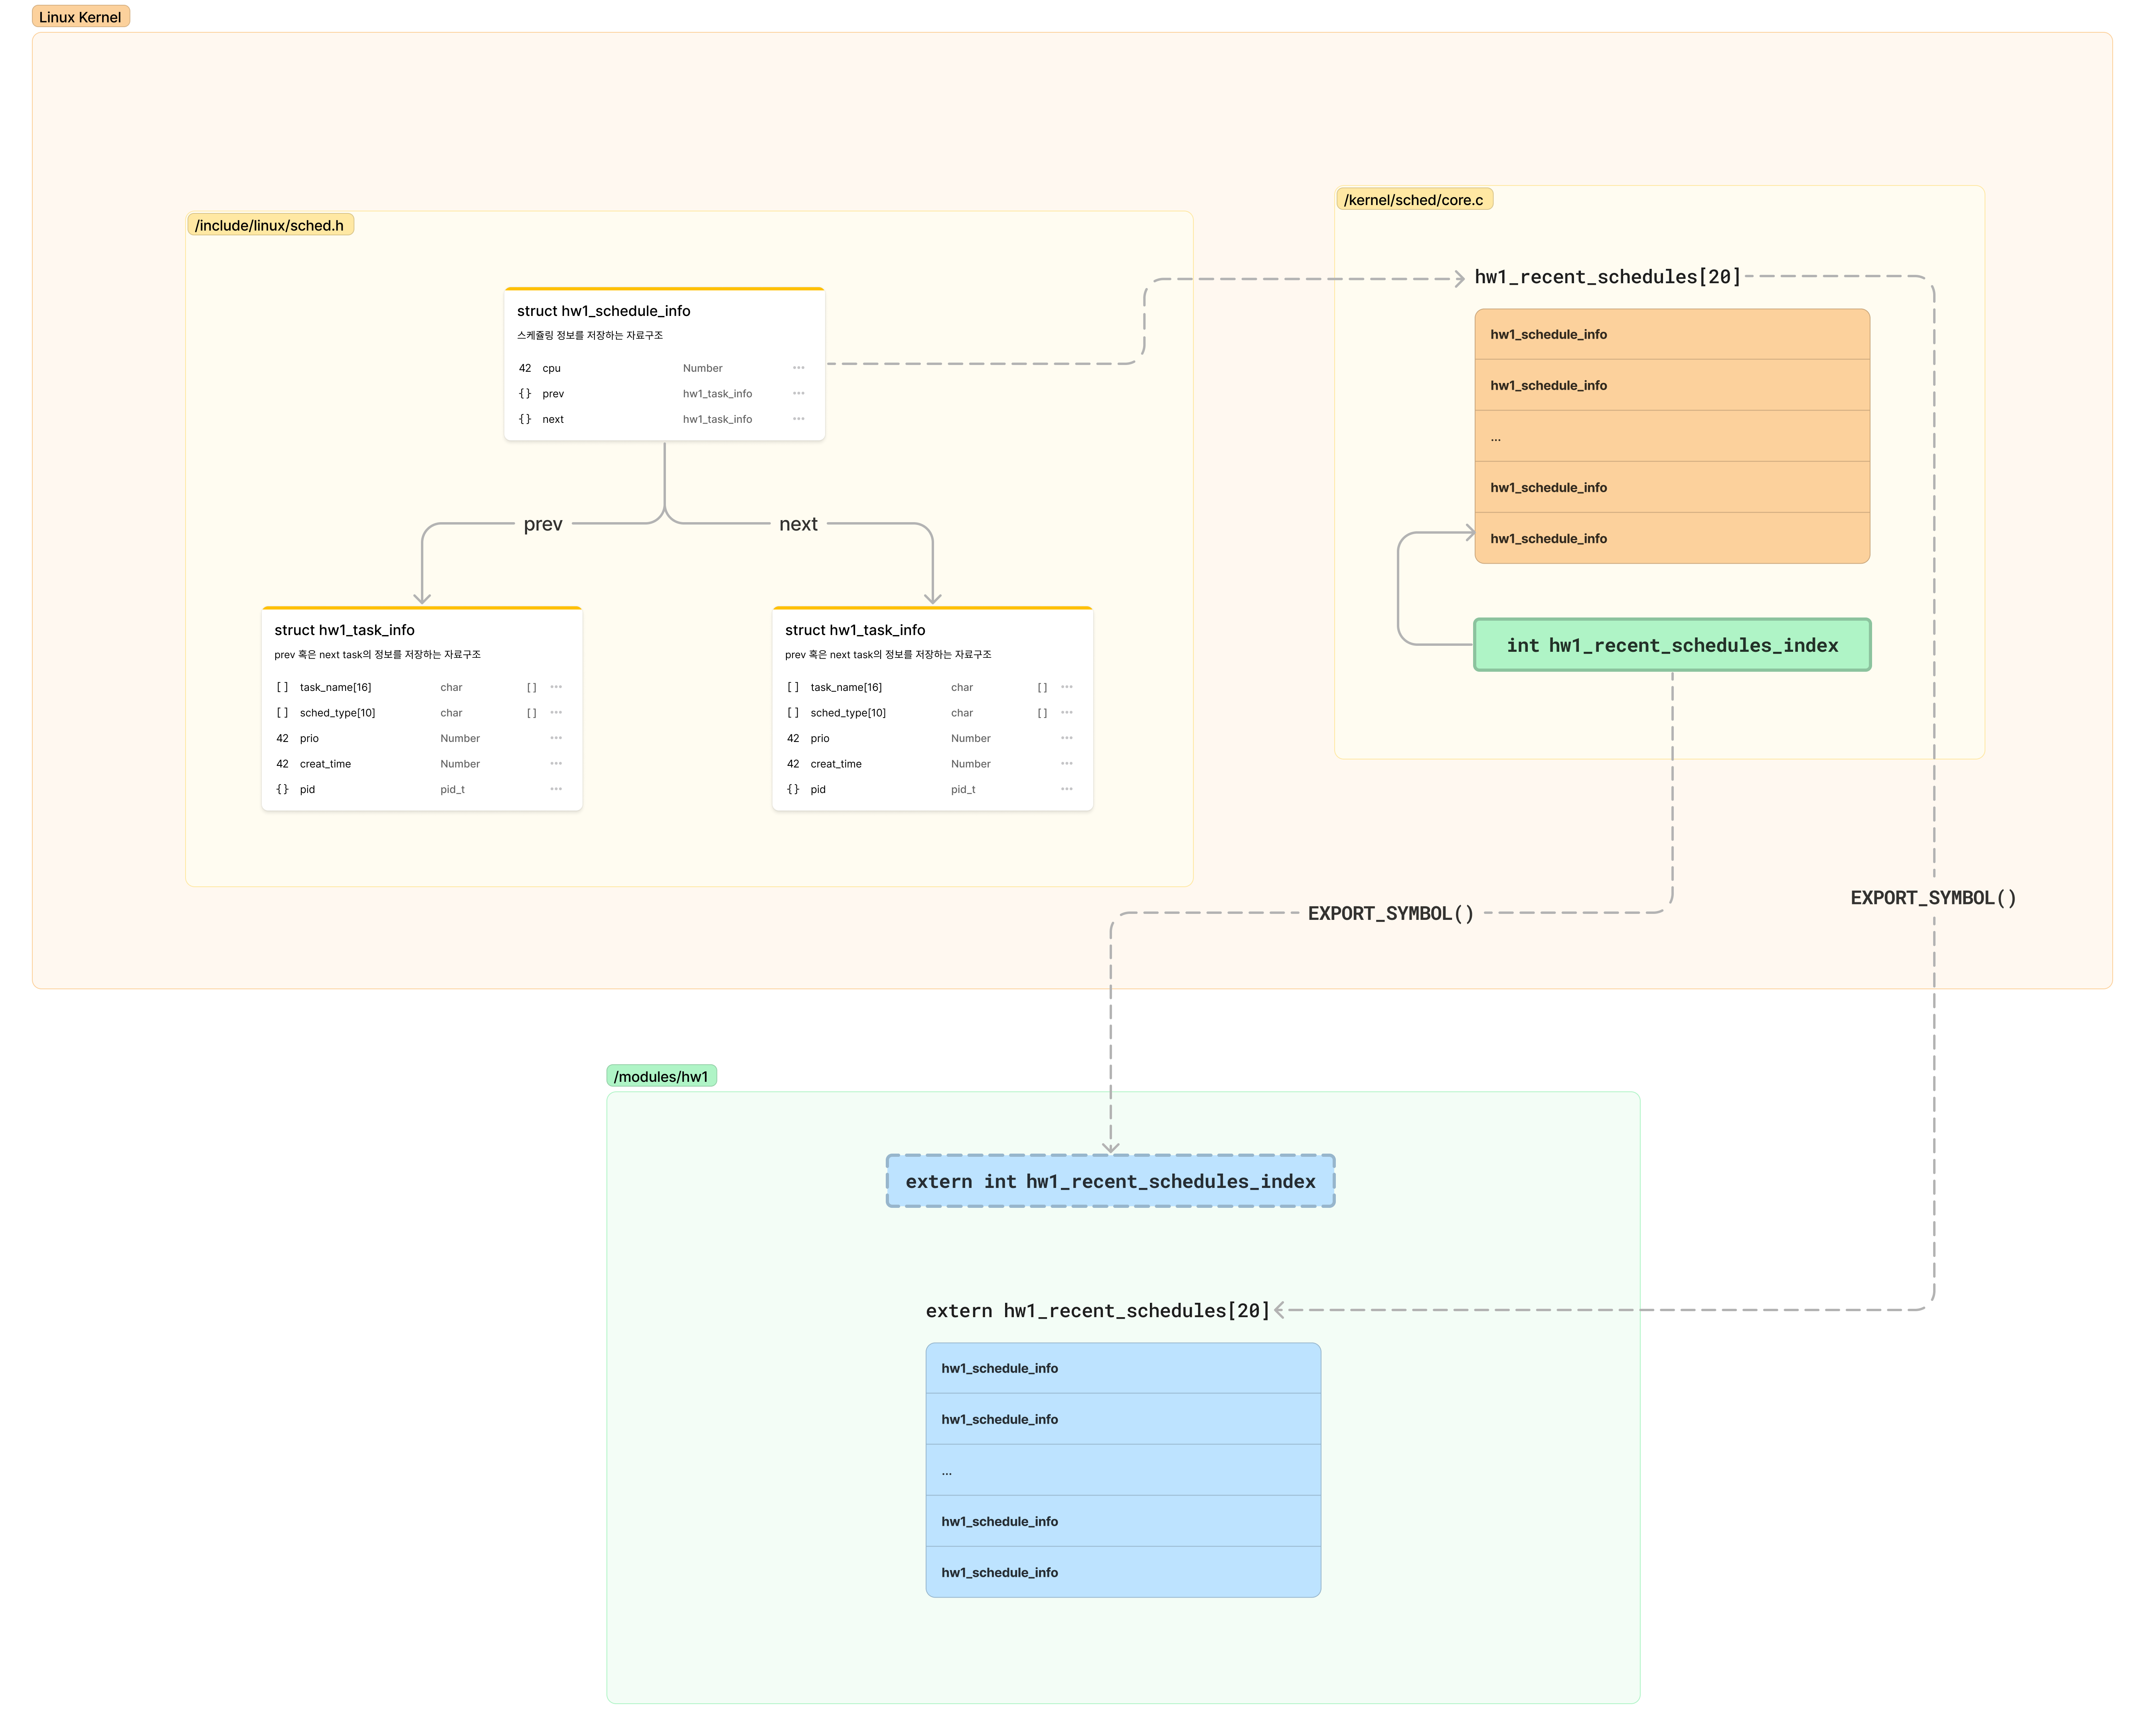 Linux Kernel
/include/linux/sched.h
struct hw1_schedule_info
스케쥴링 정보를 저장하는 자료구조
42 cpu Number ...
{} prev hw1_task_info ...
{} next hw1_task_info ...
prev
next
struct hw1_task_info
prev 혹은 next task의 정보를 저장하는 자료구조
[] task_name[16] char [] ...
[] sched_type[10] char [] ...
42 prio Number ...
42 creat_time Number ...
{} pid pid_t ...
struct hw1_task_info
prev 혹은 next task의 정보를 저장하는 자료구조
[] task_name[16] char [] ...
[] sched_type[10] char [] ...
42 prio Number ...
42 creat_time Number ...
{} pid pid_t ...
/kernel/sched/core.c
hw1_recent_schedules[20]
hw1_schedule_info
hw1_schedule_info
...
hw1_schedule_info
hw1_schedule_info
int hw1_recent_schedules_index
EXPORT_SYMBOL()
EXPORT_SYMBOL()
/modules/hw1
extern int hw1_recent_schedules_index
extern hw1_recent_schedules[20]
hw1_schedule_info
hw1_schedule_info
...
hw1_schedule_info
hw1_schedule_info